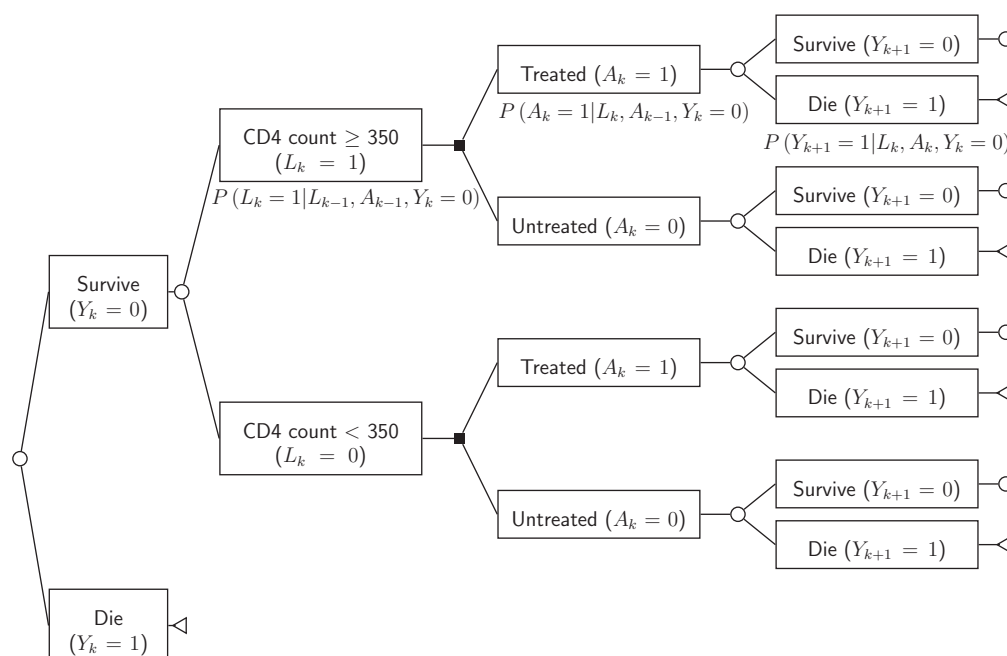 Survive
(Y_k = 0)
Die
(Y_k = 1)
CD4 count ≥ 350
(L_k = 1)
P (L_k = 1|L_{k−1}, A_{k−1}, Y_k = 0)
CD4 count < 350
(L_k = 0)
Treated (A_k = 1)
P (A_k = 1|L_k, A_{k−1}, Y_k = 0)
Untreated (A_k = 0)
Treated (A_k = 1)
Untreated (A_k = 0)
Survive (Y_{k+1} = 0)
Die (Y_{k+1} = 1)
P (Y_{k+1} = 1|L_k, A_k, Y_k = 0)
Survive (Y_{k+1} = 0)
Die (Y_{k+1} = 1)
Survive (Y_{k+1} = 0)
Die (Y_{k+1} = 1)
Survive (Y_{k+1} = 0)
Die (Y_{k+1} = 1)